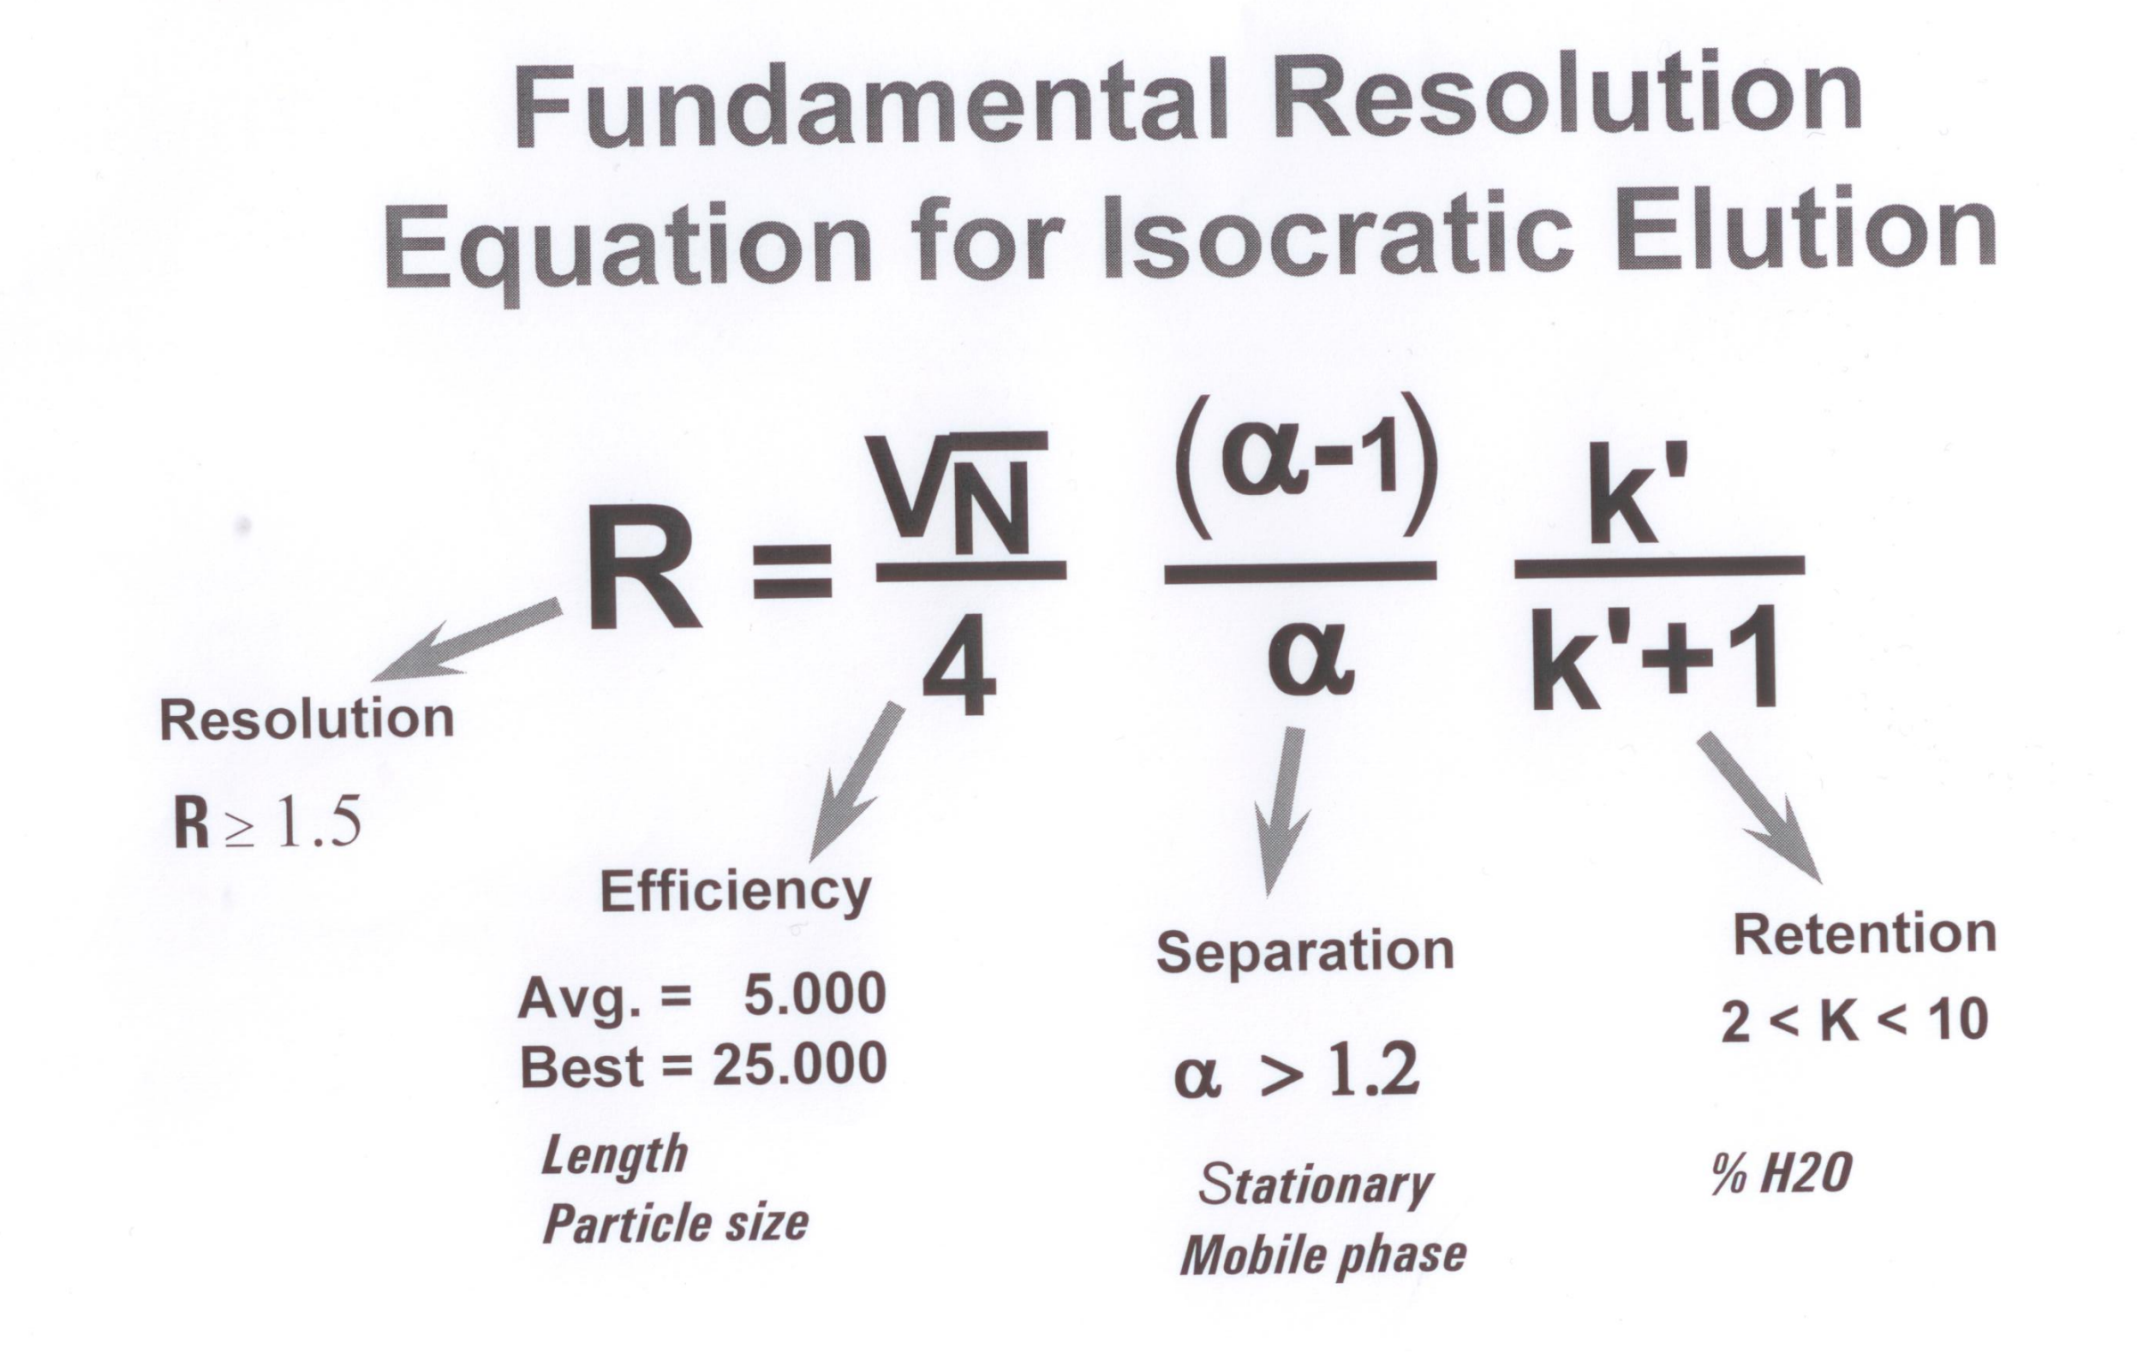 Fundamental Resolution
Equation for Isocratic Elution
R = √N / 4 (α-1) / α k' / k'+1
Resolution
R ≥ 1.5
Efficiency
Avg. = 5.000
Best = 25.000
Length
Particle size
Separation
α > 1.2
Stationary
Mobile phase
Retention
2 < K < 10
% H2O